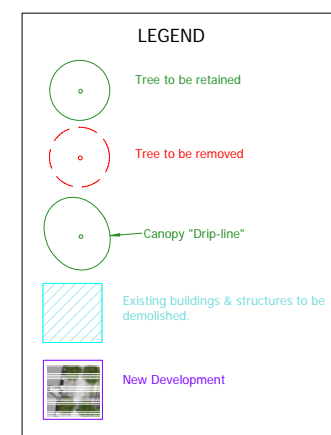 LEGEND
Tree to be retained
Tree to be removed
Canopy "Drip-line"
Existing buildings & structures to be
demolished.
New Development